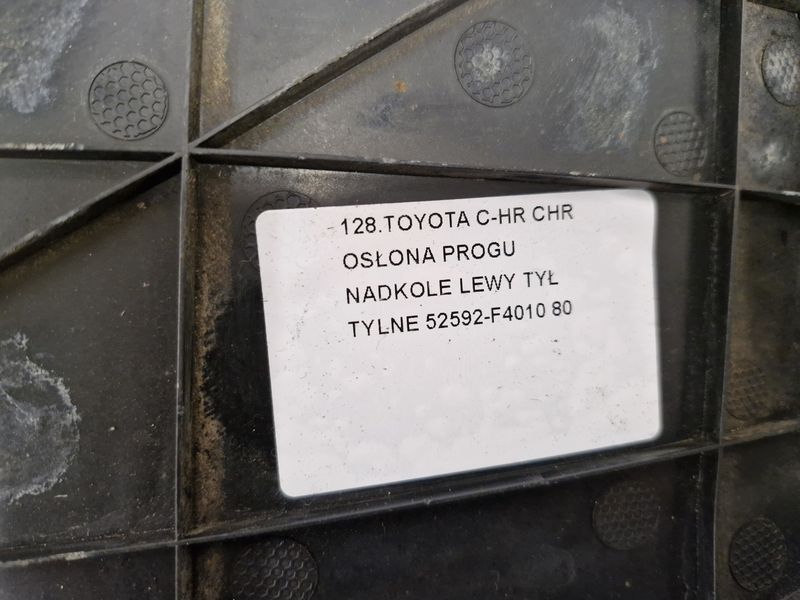 128.TOYOTA C-HR CHR
OSŁONA PROGU
NADKOLE LEWY TYŁ
TYLNE 52592-F4010 80